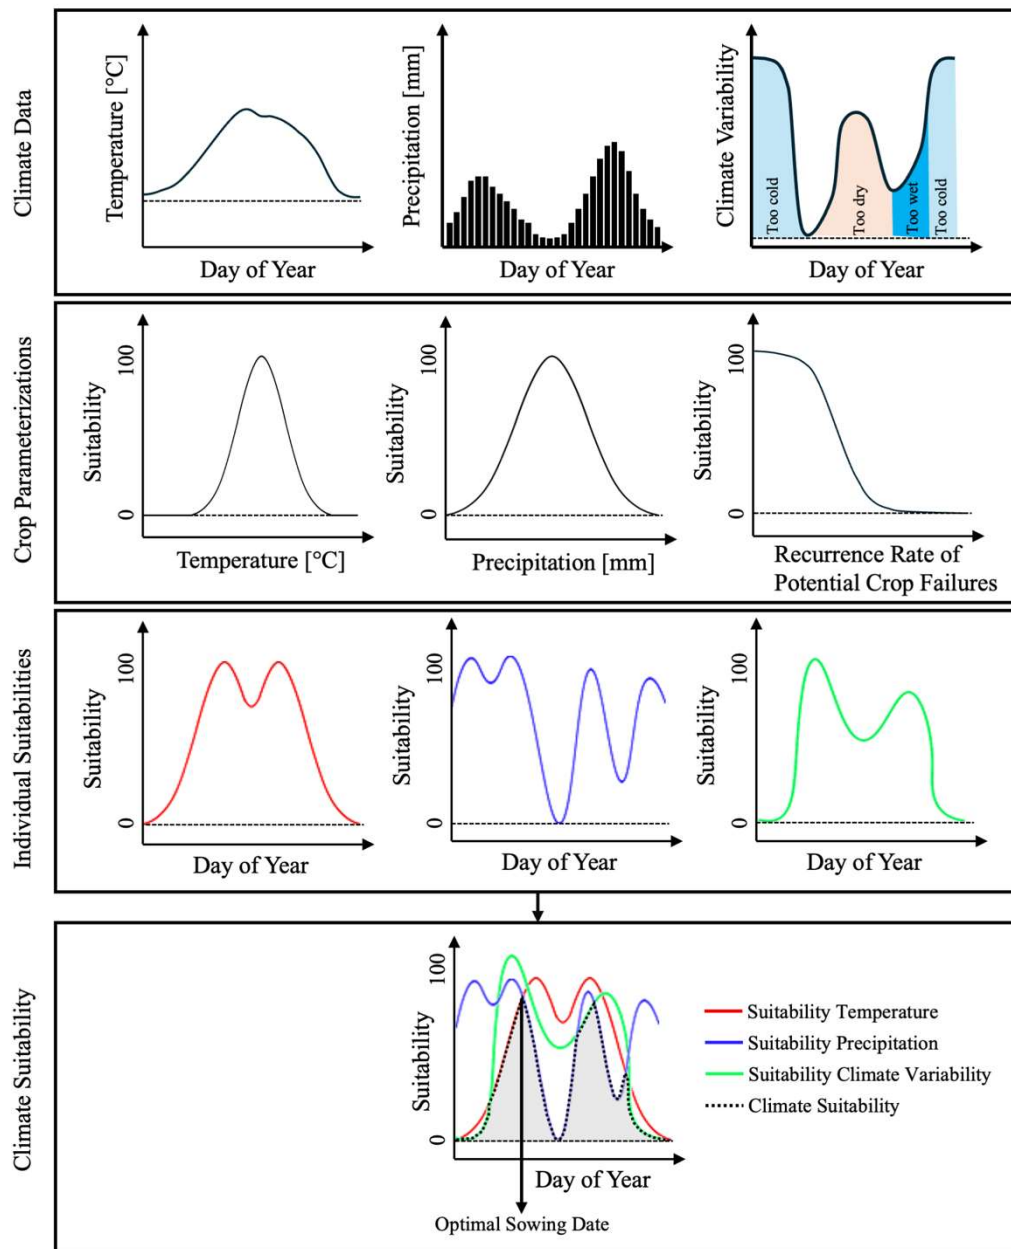 Climate Data
Temperature [°C]
Day of Year
Precipitation [mm]
Day of Year
Climate Variability
Too cold
Too dry
Too wet
Too cold
Day of Year
Crop Parameterizations
Suitability
100
0
Temperature [°C]
Suitability
100
0
Precipitation [mm]
Suitability
100
0
Recurrence Rate of
Potential Crop Failures
Individual Suitabilities
Suitability
100
0
Day of Year
Suitability
100
0
Day of Year
Suitability
100
0
Day of Year
Climate Suitability
Suitability
100
0
Day of Year
Optimal Sowing Date
Suitability Temperature
Suitability Precipitation
Suitability Climate Variability
Climate Suitability